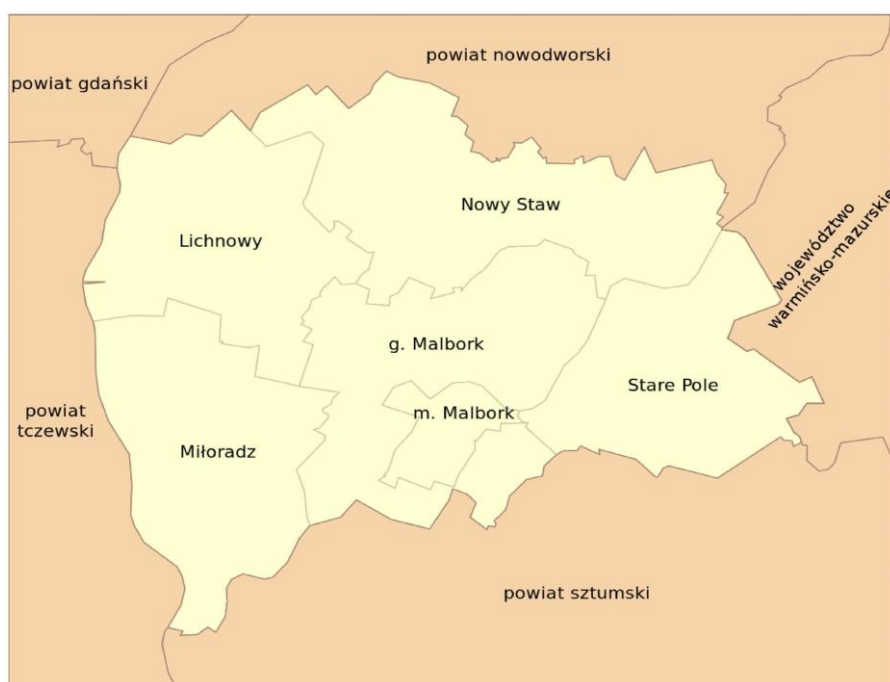 powiat nowodworski
powiat gdański
Nowy Staw
Lichnowy
województwo
warmińsko-mazurskie
g. Malbork
Stare Pole
powiat
tczewski
m. Malbork
Miłoradz
powiat sztumski